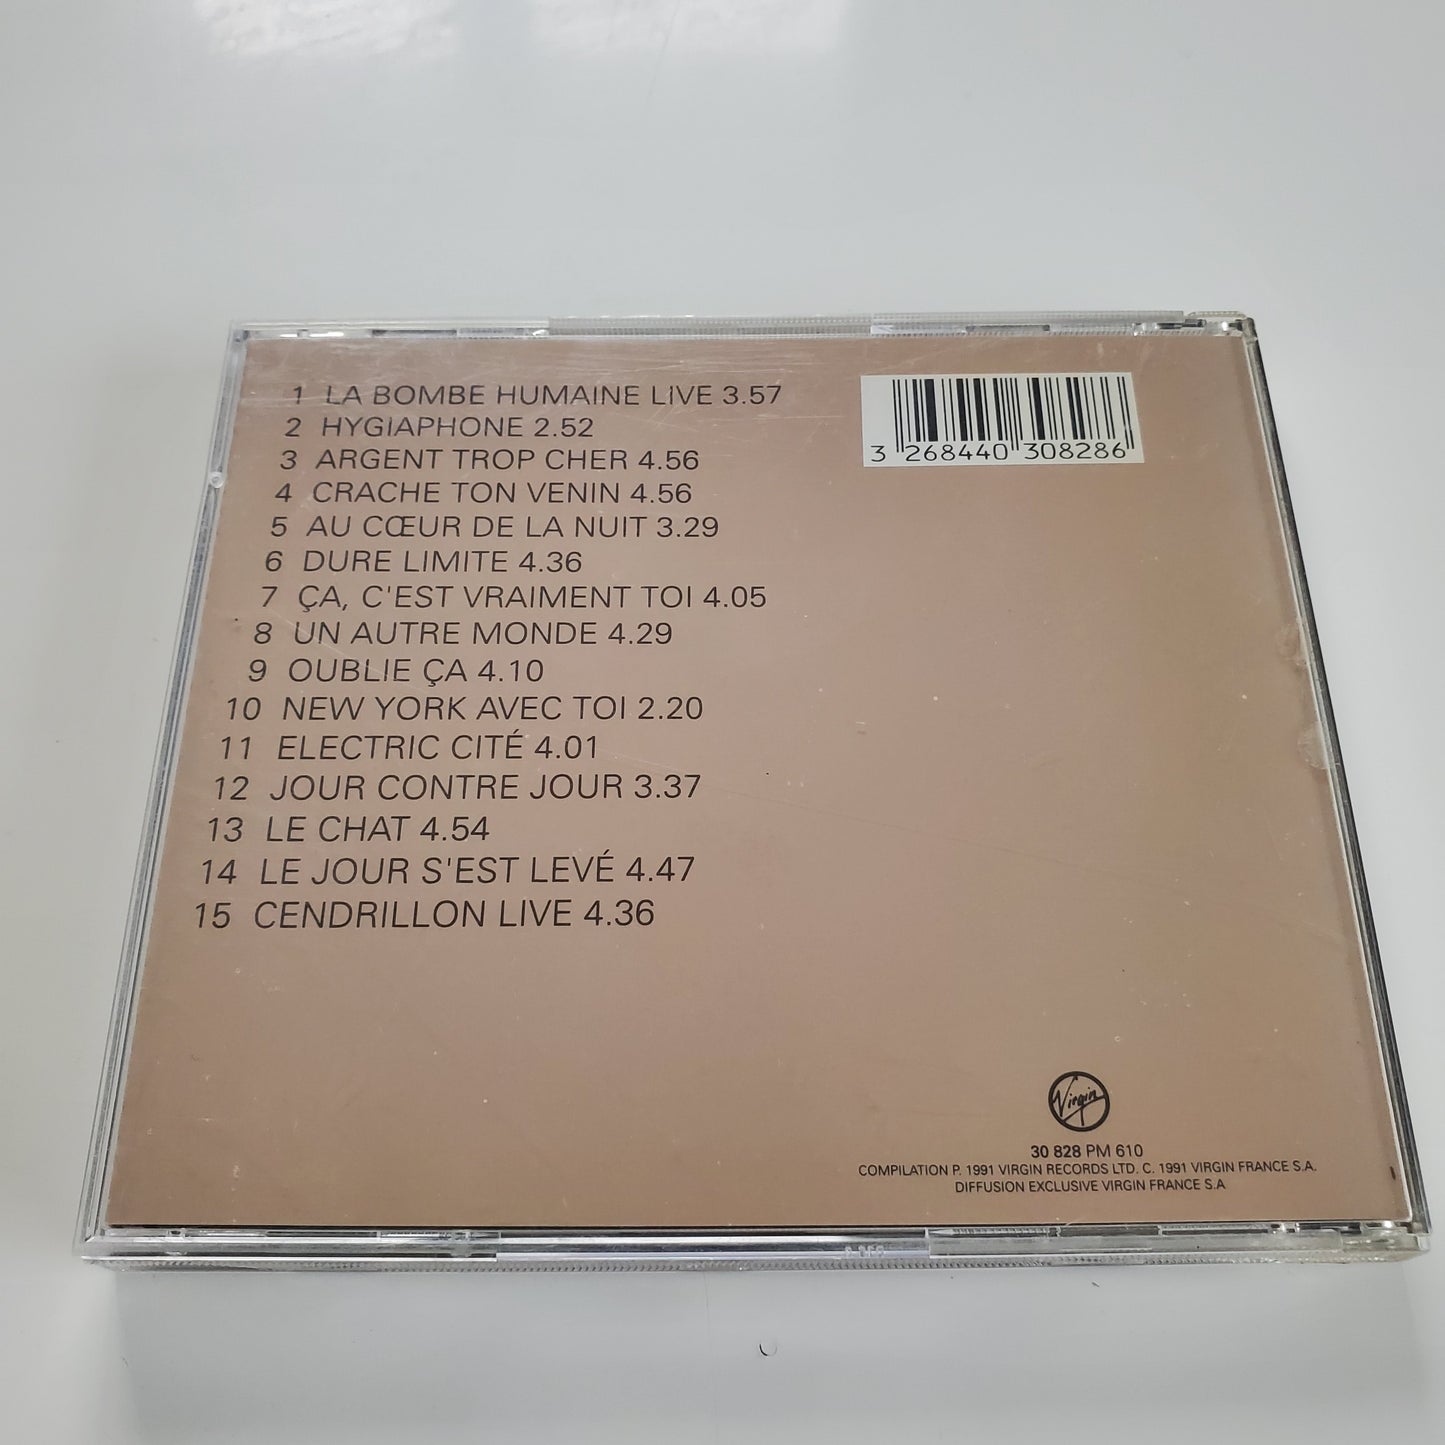 1 LA BOMBE HUMAINE LIVE 3.57
2 HYGIAPHONE 2.52
3 ARGENT TROP CHER 4.56
4 CRACHE TON VENIN 4.56
5 AU CŒUR DE LA NUIT 3.29
6 DURE LIMITE 4.36
7 ÇA, C'EST VRAIMENT TOI 4.05
8 UN AUTRE MONDE 4.29
9 OUBLIE ÇA 4.10
10 NEW YORK AVEC TOI 2.20
11 ELECTRIC CITÉ 4.01
12 JOUR CONTRE JOUR 3.37
13 LE CHAT 4.54
14 LE JOUR S'EST LEVÉ 4.47
15 CENDRILLON LIVE 4.36
3 268440 308286
Virgin
30 828 PM 610
COMPILATION P. 1991 VIRGIN RECORDS LTD. C. 1991 VIRGIN FRANCE S.A.
DIFFUSION EXCLUSIVE VIRGIN FRANCE S.A